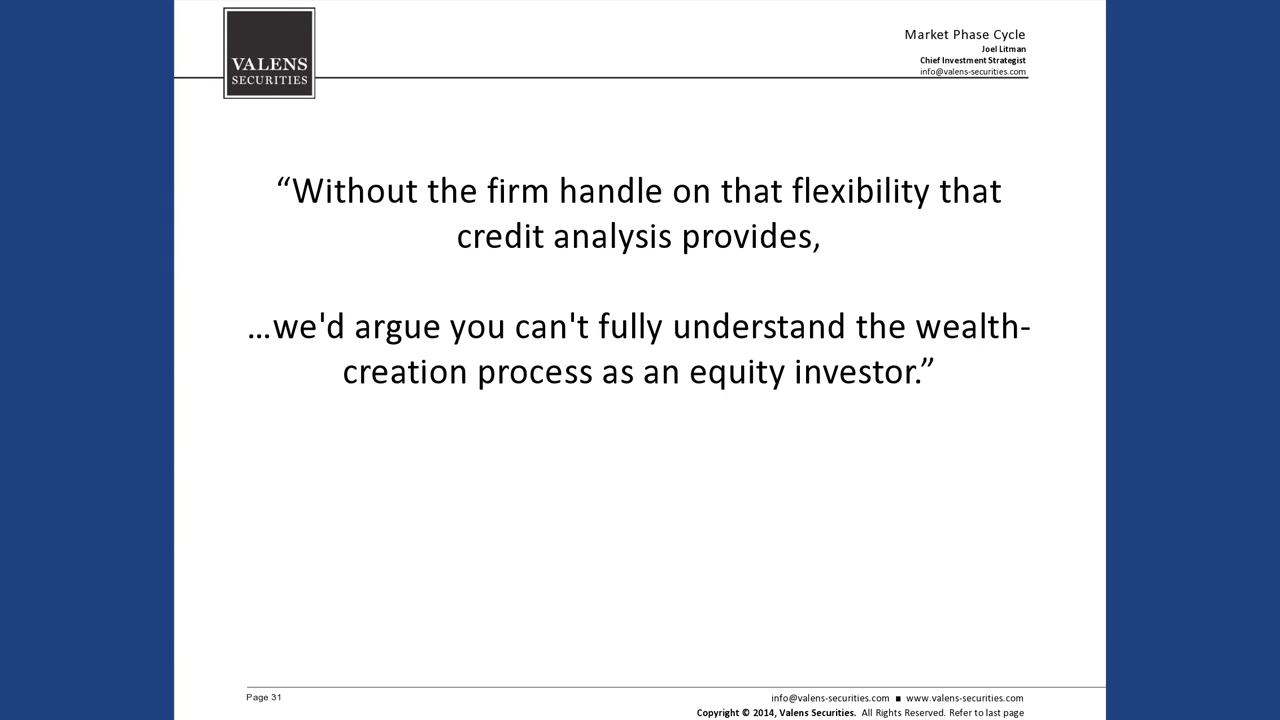 VALENS
SECURITIES
Market Phase Cycle
Joel Litman
Chief Investment Strategist
info@valens-securities.com
“Without the firm handle on that flexibility that
credit analysis provides,
…we'd argue you can't fully understand the wealth-
creation process as an equity investor.”
Page 31
info@valens-securities.com ■ www.valens-securities.com
Copyright © 2014, Valens Securities. All Rights Reserved. Refer to last page